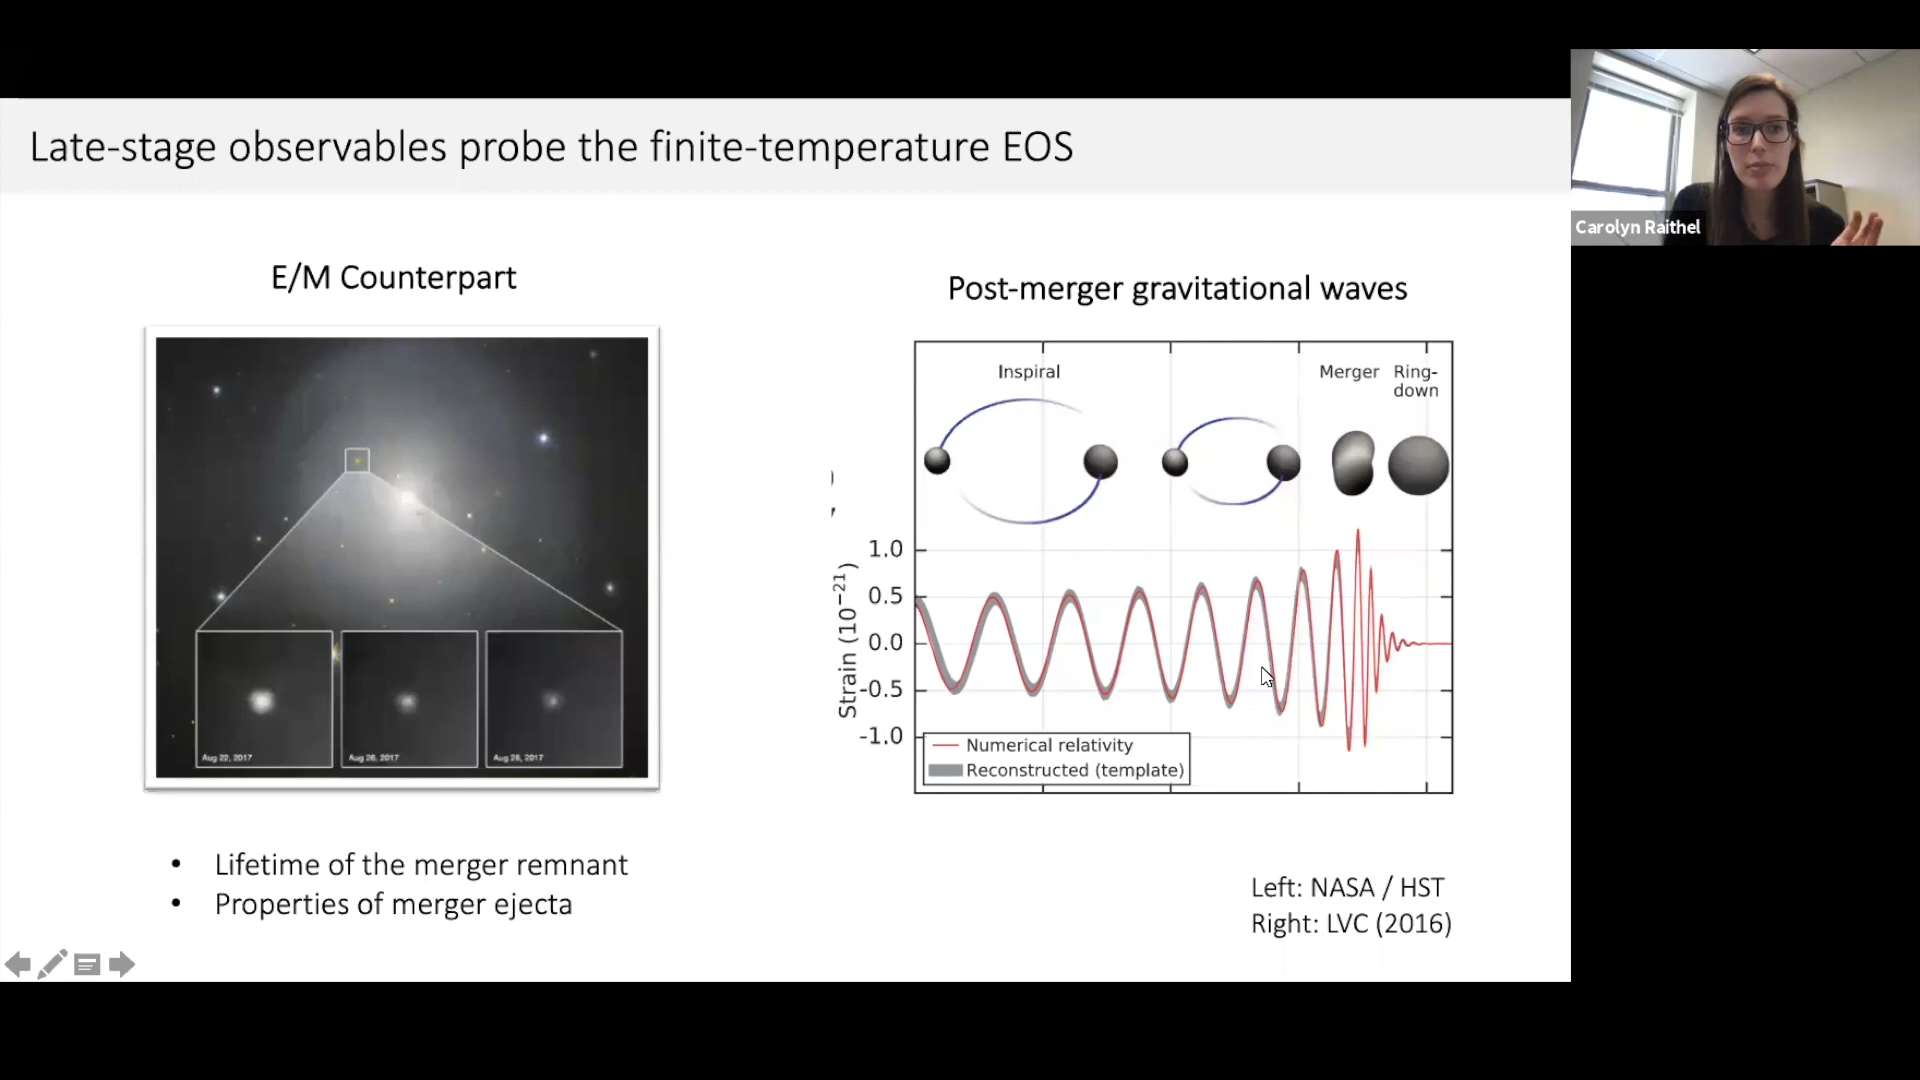 Late-stage observables probe the finite-temperature EOS
Carolyn Raithel
E/M Counterpart
Aug 22, 2017
Aug 26, 2017
Aug 28, 2017
• Lifetime of the merger remnant
• Properties of merger ejecta
Post-merger gravitational waves
Inspiral
Merger
Ring-
down
Strain (10⁻²¹)
1.0
0.5
0.0
-0.5
-1.0
Numerical relativity
Reconstructed (template)
Left: NASA / HST
Right: LVC (2016)